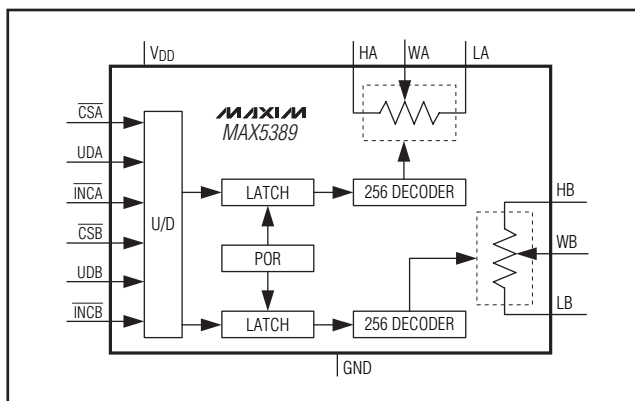 VDD
HA
WA
LA
MAXIM
MAX5389
CSA
UDA
INCA
CSB
UDB
INCB
U/D
LATCH
256 DECODER
POR
LATCH
256 DECODER
HB
WB
LB
GND